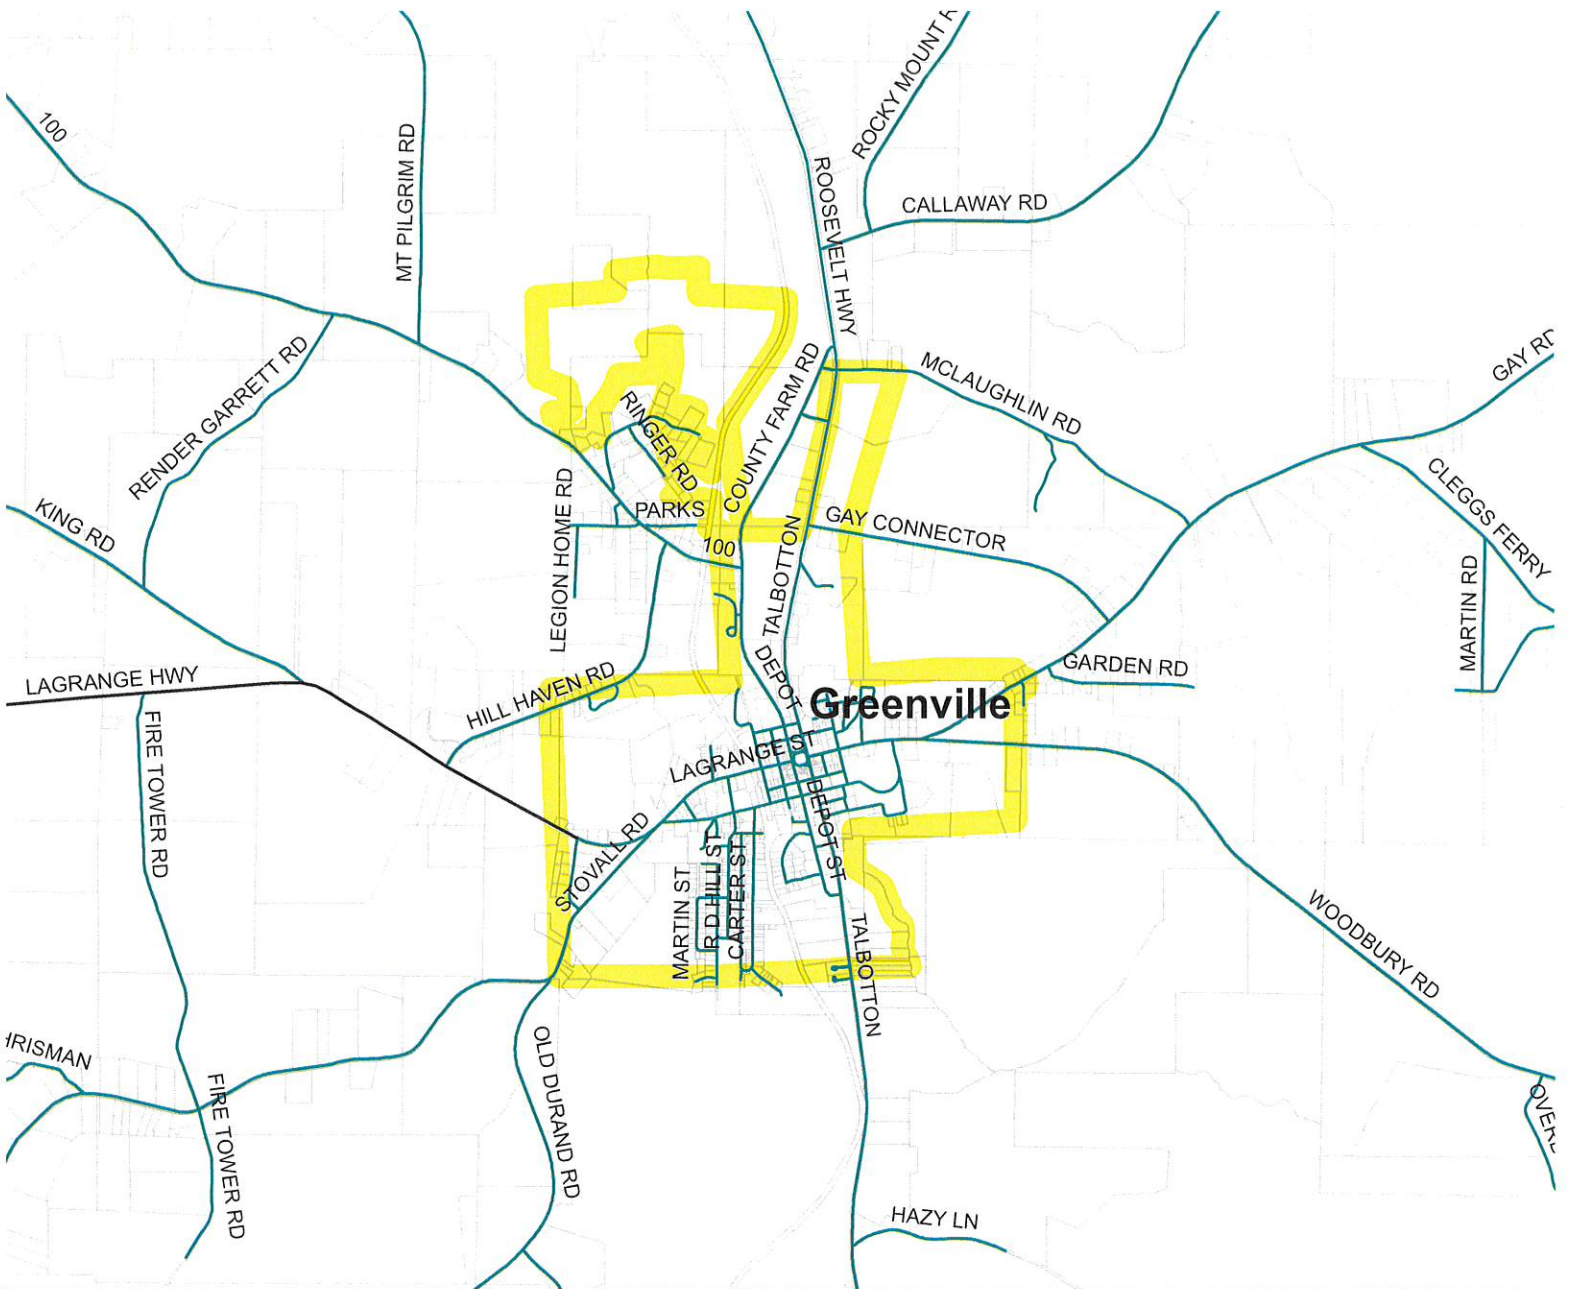 100
MT PILGRIM RD
ROCKY MOUNT R
ROOSEVELT HWY
CALLAWAY RD
RENDER GARRETT RD
KING RD
RINGER RD
COUNTY FARM RD
MCLAUGHLIN RD
GAY RD
CLEGGS FERRY
MARTIN RD
LEGION HOME RD
PARKS
100
TALBOTTON
GAY CONNECTOR
GARDEN RD
LAGRANGE HWY
HILL HAVEN RD
DEPOT
Greenville
FIRE TOWER RD
LAGRANGE ST
DEPOT ST
STOVALL RD
MARTIN ST
R D HILL ST
CARTER ST
TALBOTTON
WOODBURY RD
HRISMAN
FIRE TOWER RD
OLD DURAND RD
HAZY LN
OVER